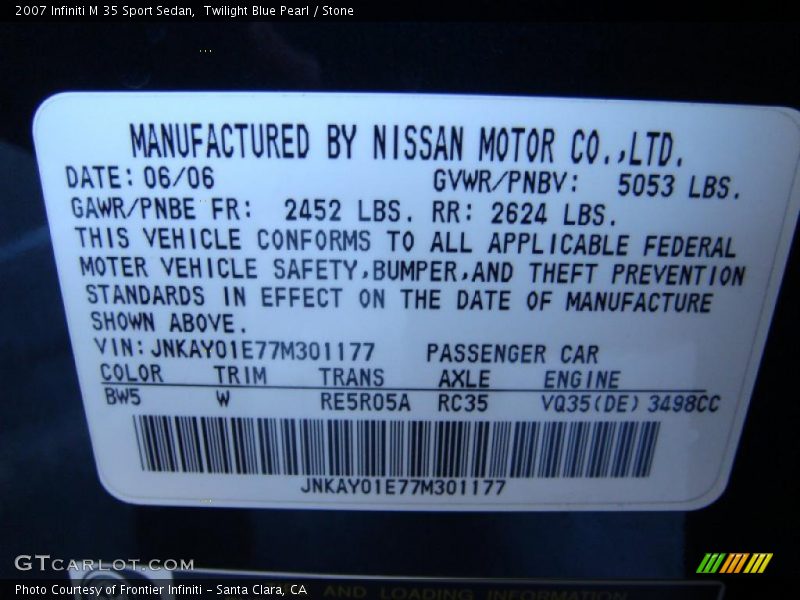 2007 Infiniti M 35 Sport Sedan,  Twilight Blue Pearl / Stone
MANUFACTURED BY NISSAN MOTOR CO.,LTD.
DATE: 06/06 GVWR/PNBV: 5053 LBS.
GAWR/PNBE FR: 2452 LBS. RR: 2624 LBS.
THIS VEHICLE CONFORMS TO ALL APPLICABLE FEDERAL
MOTER VEHICLE SAFETY,BUMPER,AND THEFT PREVENTION
STANDARDS IN EFFECT ON THE DATE OF MANUFACTURE
SHOWN ABOVE.
VIN:JNKAY01E77M301177 PASSENGER CAR
COLOR TRIM TRANS AXLE ENGINE
BW5 W RE5R05A RC35 VQ35(DE) 3498CC
JNKAY01E77M301177
GTCARLOT.COM
AND LOADING INFORMATION
Photo Courtesy of Frontier Infiniti - Santa Clara, CA